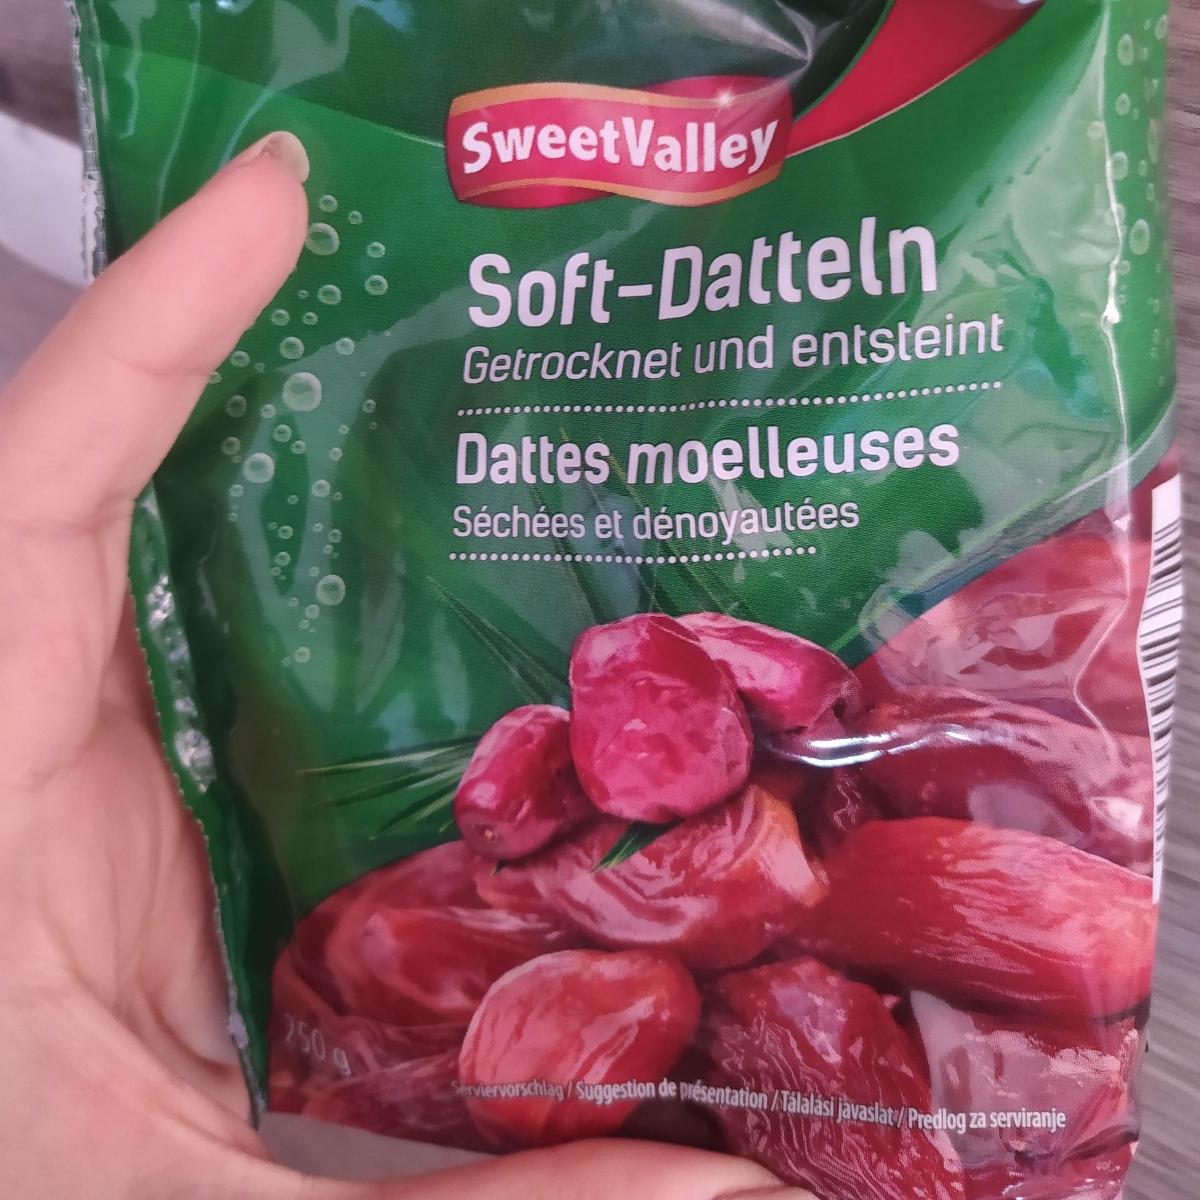 SweetValley
Soft-Datteln
Getrocknet und entsteint
Dattes moelleuses
Séchées et dénoyautées
250 g
Serviervorschlag / Suggestion de présentation / Tálalási javaslat / Predlog za serviranje